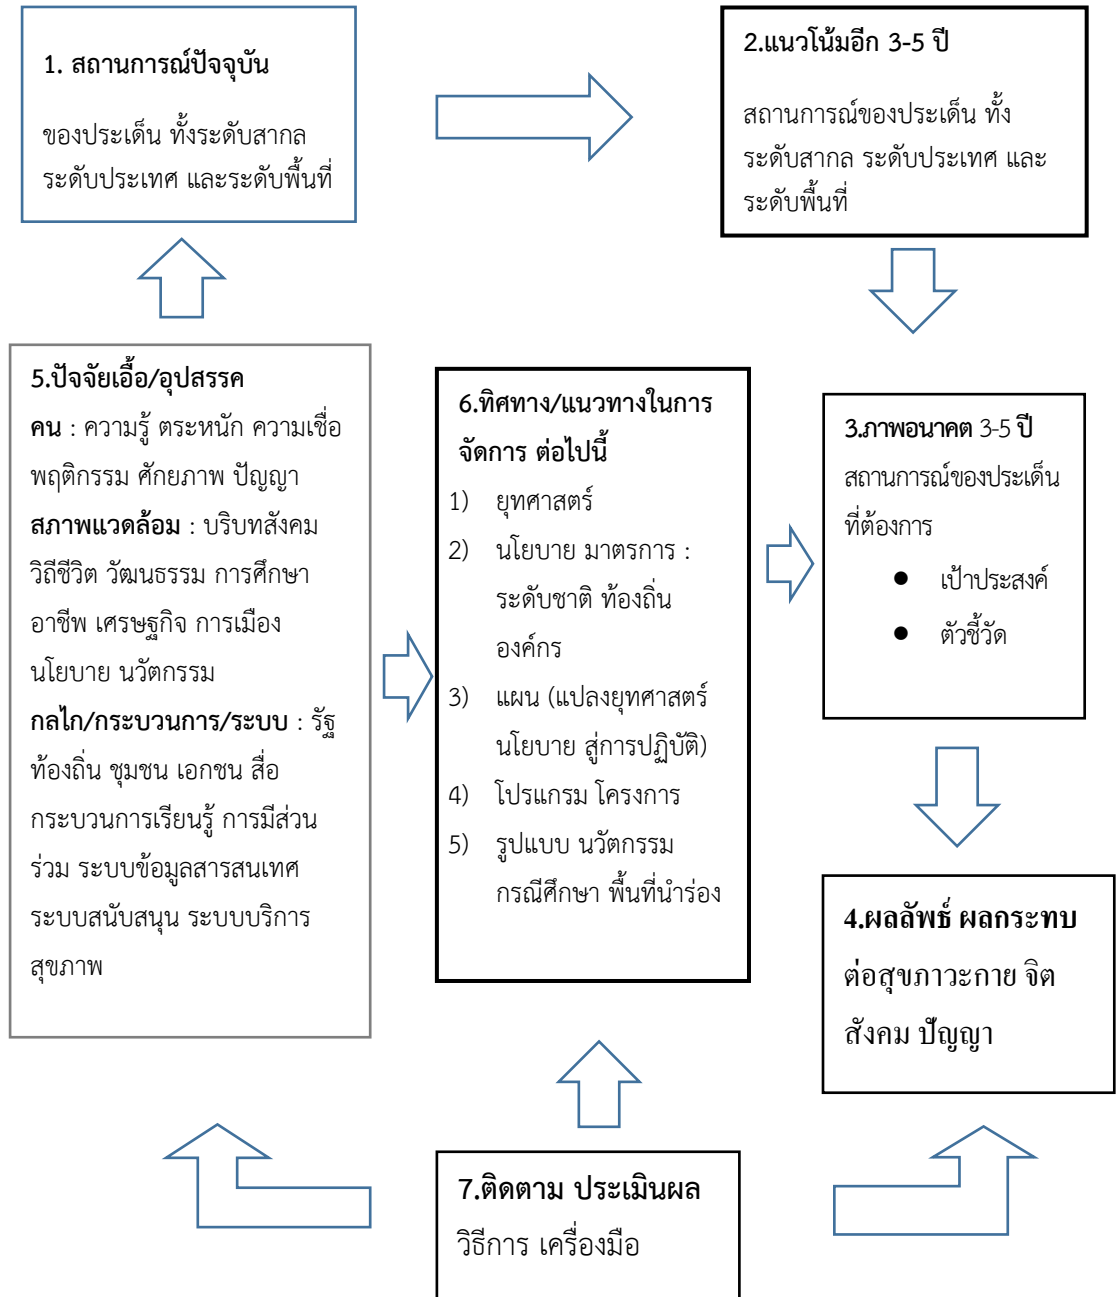 1. สถานการณ์ปัจจุบัน
ของประเด็น ทั้งระดับสากล
ระดับประเทศ และระดับพื้นที่
2.แนวโน้มอีก 3-5 ปี
สถานการณ์ของประเด็น ทั้ง
ระดับสากล ระดับประเทศ และ
ระดับพื้นที่
5.ปัจจัยเอื้อ/อุปสรรค
คน : ความรู้ ตระหนัก ความเชื่อ
พฤติกรรม ศักยภาพ ปัญญา
สภาพแวดล้อม : บริบทสังคม
วิถีชีวิต วัฒนธรรม การศึกษา
อาชีพ เศรษฐกิจ การเมือง
นโยบาย นวัตกรรม
กลไก/กระบวนการ/ระบบ : รัฐ
ท้องถิ่น ชุมชน เอกชน สื่อ
กระบวนการเรียนรู้ การมีส่วน
ร่วม ระบบข้อมูลสารสนเทศ
ระบบสนับสนุน ระบบบริการ
สุขภาพ
6.ทิศทาง/แนวทางในการ
จัดการ ต่อไปนี้
1) ยุทศาสตร์
2) นโยบาย มาตรการ :
ระดับชาติ ท้องถิ่น
องค์กร
3) แผน (แปลงยุทศาสตร์
นโยบาย สู่การปฏิบัติ)
4) โปรแกรม โครงการ
5) รูปแบบ นวัตกรรม
กรณีศึกษา พื้นที่นำร่อง
3.ภาพอนาคต 3-5 ปี
สถานการณ์ของประเด็น
ที่ต้องการ
● เป้าประสงค์
● ตัวชี้วัด
4.ผลลัพธ์ ผลกระทบ
ต่อสุขภาวะกาย จิต
สังคม ปัญญา
7.ติดตาม ประเมินผล
วิธีการ เครื่องมือ